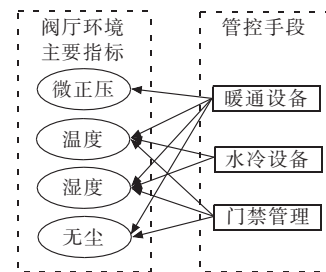 阀厅环境
主要指标
微正压
温度
湿度
无尘
管控手段
暖通设备
水冷设备
门禁管理